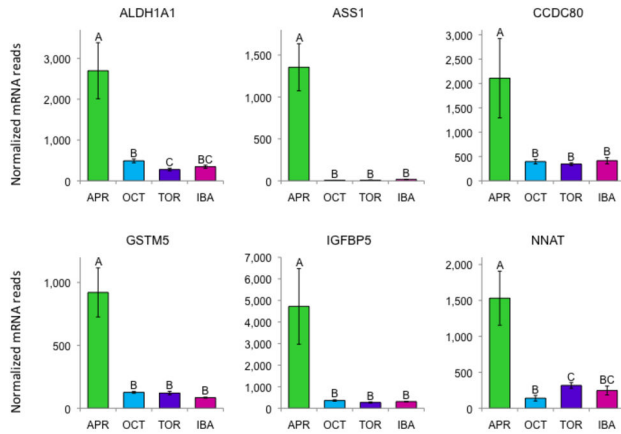 ALDH1A1
ASS1
CCDC80
Normalized mRNA reads
3,000
2,000
1,000
0
A
B
C
BC
APR OCT TOR IBA
1,500
1,000
500
0
A
B
B
B
APR OCT TOR IBA
3,000
2,500
2,000
1,500
1,000
500
0
A
B
B
B
APR OCT TOR IBA
GSTM5
IGFBP5
NNAT
Normalized mRNA reads
1,000
500
0
A
B
B
B
APR OCT TOR IBA
7,000
6,000
5,000
4,000
3,000
2,000
1,000
0
A
B
B
B
APR OCT TOR IBA
2,000
1,500
1,000
500
0
A
B
C
BC
APR OCT TOR IBA